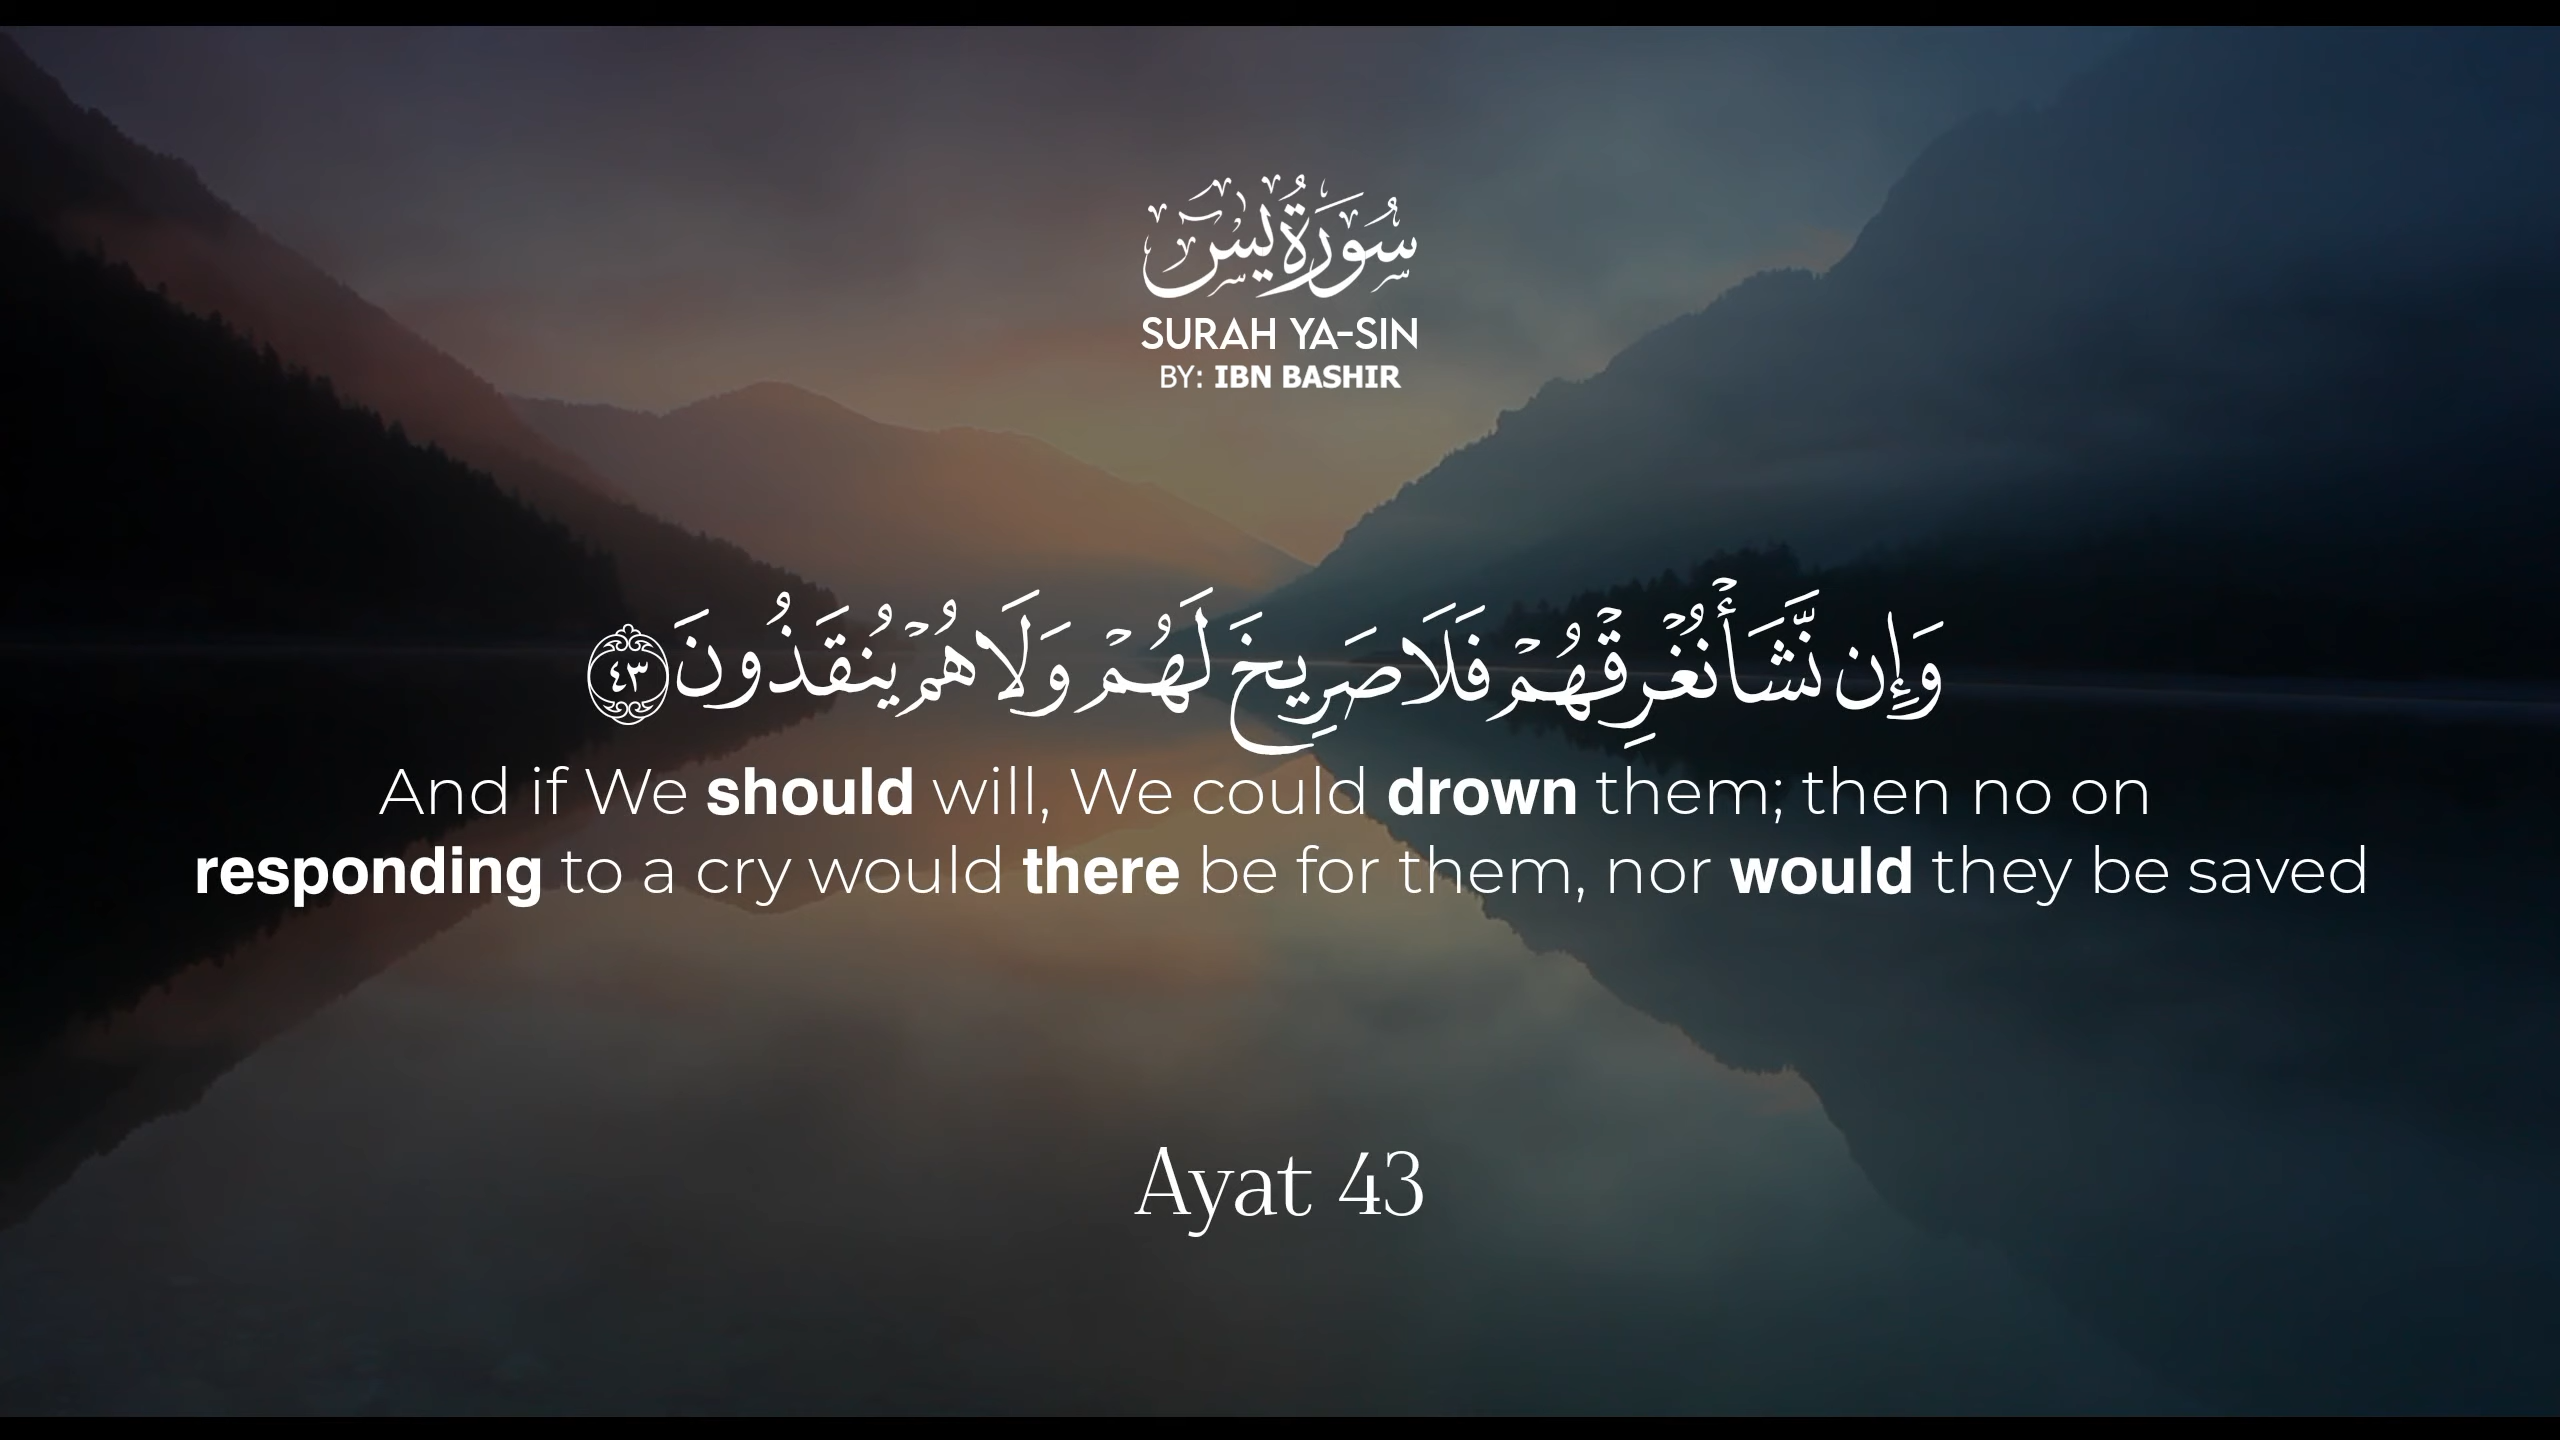 سُورَةُ يسٓ
SURAH YA-SIN
BY: IBN BASHIR
وَإِن نَّشَأۡ نُغۡرِقۡهُمۡ فَلَا صَرِيخَ لَهُمۡ وَلَا هُمۡ يُنقَذُونَ ٤٣
And if We should will, We could drown them; then no on
responding to a cry would there be for them, nor would they be saved
Ayat 43